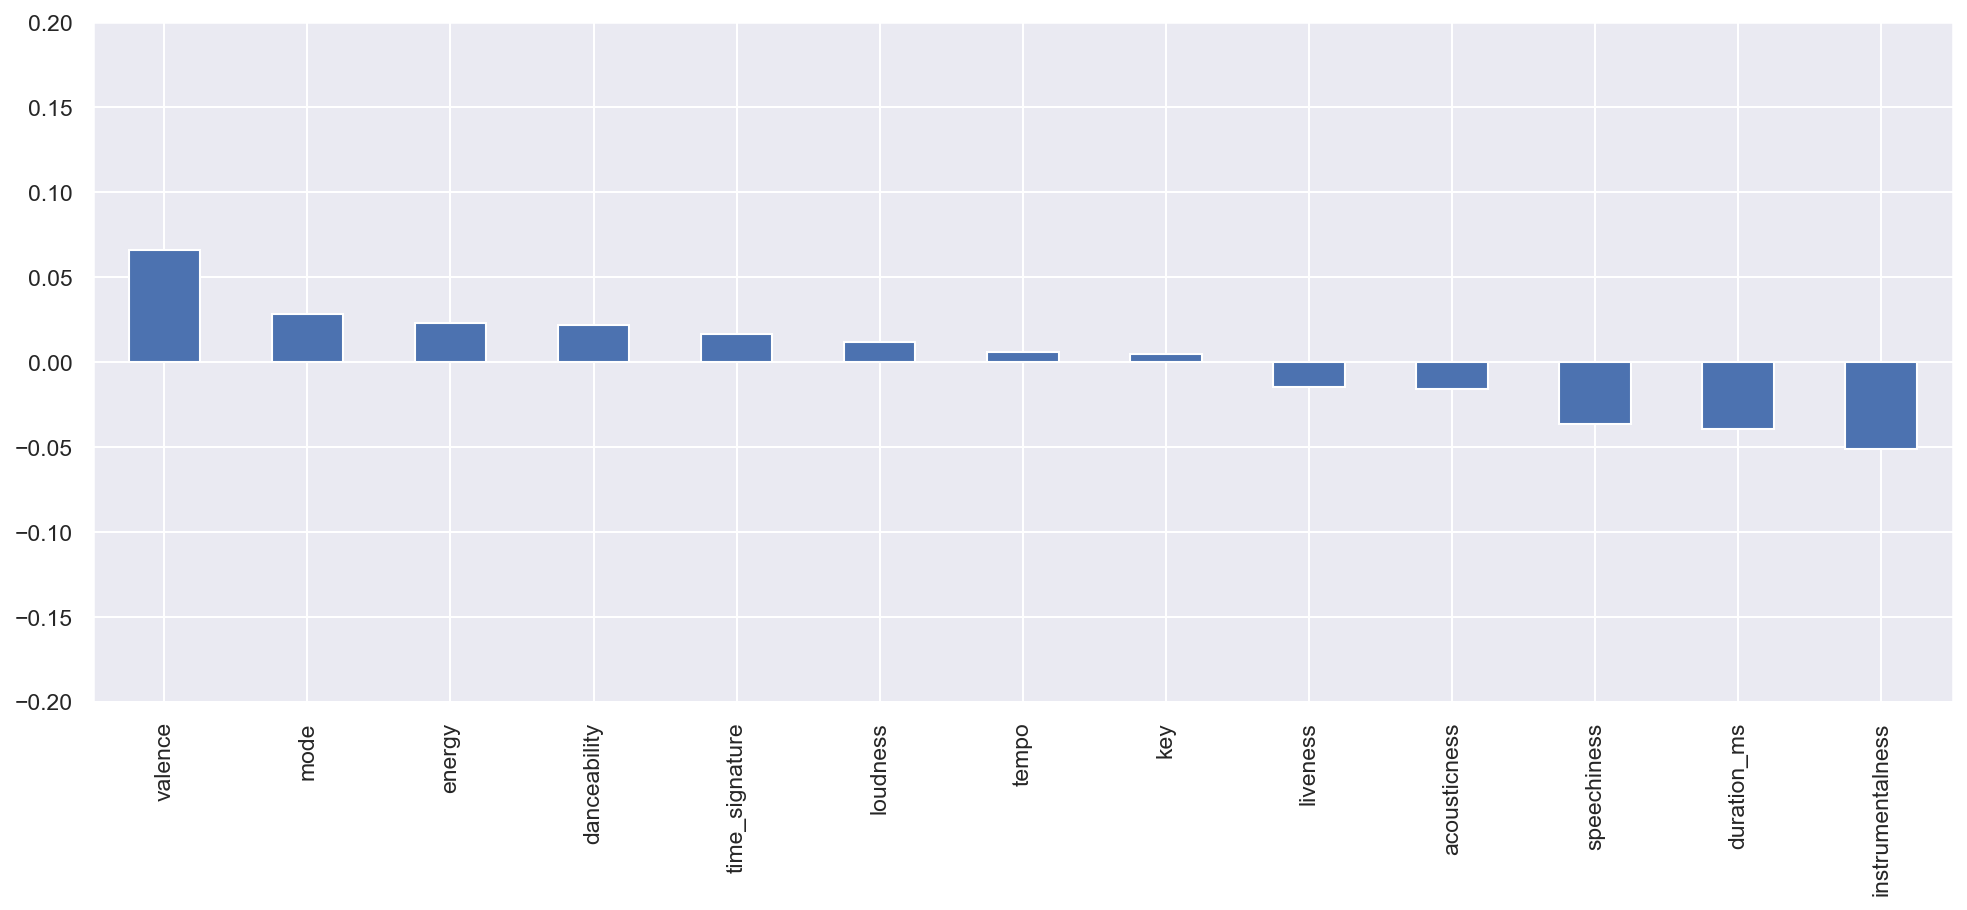 0.20
0.15
0.10
0.05
0.00
−0.05
−0.10
−0.15
−0.20
valence
mode
energy
danceability
time_signature
loudness
tempo
key
liveness
acousticness
speechiness
duration_ms
instrumentalness